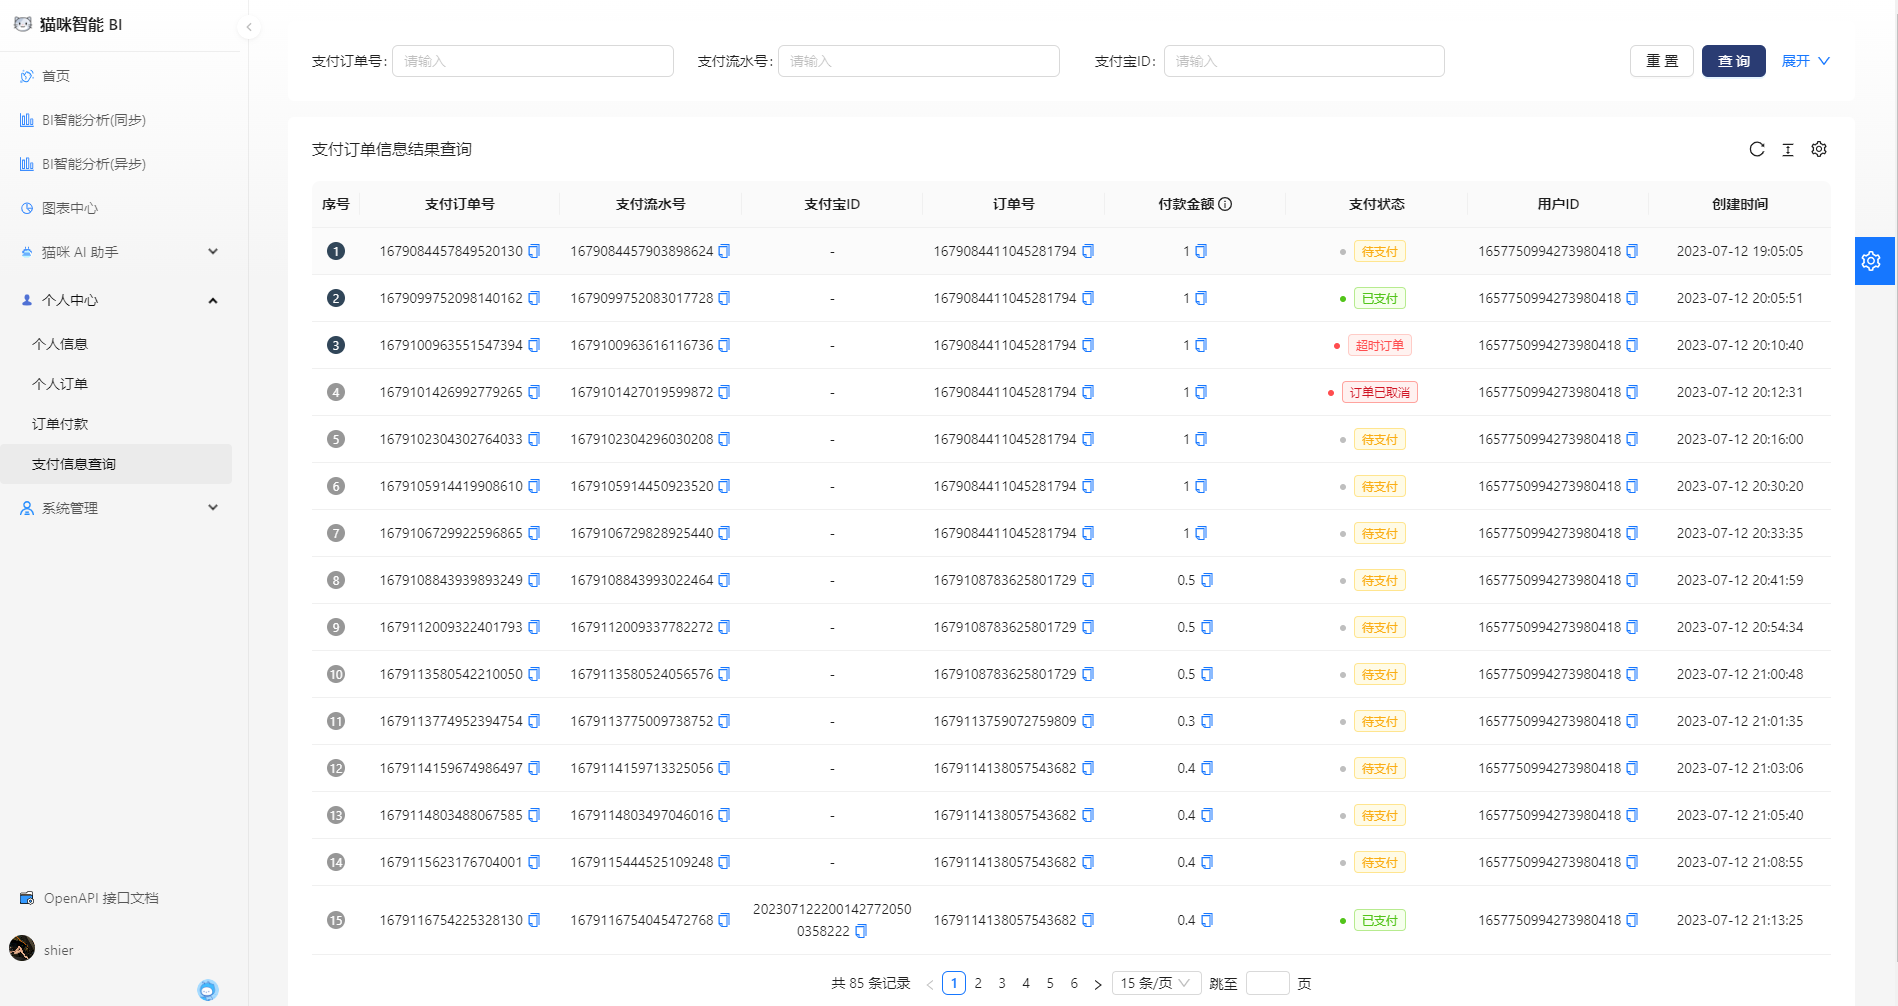 猫咪智能 BI
首页
BI智能分析(同步)
BI智能分析(异步)
图表中心
猫咪 AI 助手
个人中心
个人信息
个人订单
订单付款
支付信息查询
系统管理
OpenAPI 接口文档
shier
支付订单号: 请输入 支付流水号: 请输入 支付宝ID: 请输入 重 置 查 询 展开
支付订单信息结果查询
序号 支付订单号 支付流水号 支付宝ID 订单号 付款金额 支付状态 用户ID 创建时间
1 1679084457849520130 1679084457903898624 - 1679084411045281794 1 待支付 1657750994273980418 2023-07-12 19:05:05
2 1679099752098140162 1679099752083017728 - 1679084411045281794 1 已支付 1657750994273980418 2023-07-12 20:05:51
3 1679100963551547394 1679100963616116736 - 1679084411045281794 1 超时订单 1657750994273980418 2023-07-12 20:10:40
4 1679101426992779265 1679101427019599872 - 1679084411045281794 1 订单已取消 1657750994273980418 2023-07-12 20:12:31
5 1679102304302764033 1679102304296030208 - 1679084411045281794 1 待支付 1657750994273980418 2023-07-12 20:16:00
6 1679105914419908610 1679105914450923520 - 1679084411045281794 1 待支付 1657750994273980418 2023-07-12 20:30:20
7 1679106729922596865 1679106729828925440 - 1679084411045281794 1 待支付 1657750994273980418 2023-07-12 20:33:35
8 1679108843939893249 1679108843993022464 - 1679108783625801729 0.5 待支付 1657750994273980418 2023-07-12 20:41:59
9 1679112009322401793 1679112009337782272 - 1679108783625801729 0.5 待支付 1657750994273980418 2023-07-12 20:54:34
10 1679113580542210050 1679113580524056576 - 1679108783625801729 0.5 待支付 1657750994273980418 2023-07-12 21:00:48
11 1679113774952394754 1679113775009738752 - 1679113759072759809 0.3 待支付 1657750994273980418 2023-07-12 21:01:35
12 1679114159674986497 1679114159713325056 - 1679114138057543682 0.4 待支付 1657750994273980418 2023-07-12 21:03:06
13 1679114803488067585 1679114803497046016 - 1679114138057543682 0.4 待支付 1657750994273980418 2023-07-12 21:05:40
14 1679115623176704001 1679115444525109248 - 1679114138057543682 0.4 待支付 1657750994273980418 2023-07-12 21:08:55
15 1679116754225328130 1679116754045472768 202307122200142772050 1679114138057543682 0.4 已支付 1657750994273980418 2023-07-12 21:13:25
0358222
共 85 条记录 < 1 2 3 4 5 6 > 15 条/页 跳至 页